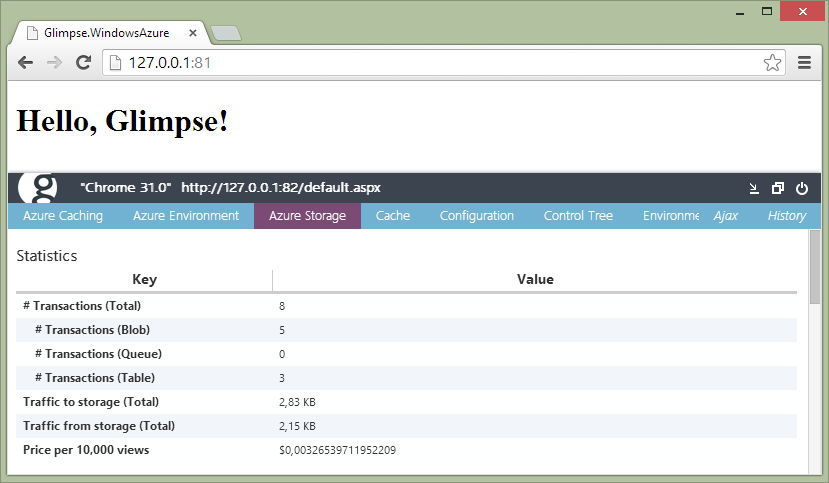 Glimpse.WindowsAzure
127.0.0.1:81
Hello, Glimpse!
g "Chrome 31.0" http://127.0.0.1:82/default.aspx
Azure Caching Azure Environment Azure Storage Cache Configuration Control Tree Environme Ajax History
Statistics
Key Value
# Transactions (Total) 8
# Transactions (Blob) 5
# Transactions (Queue) 0
# Transactions (Table) 3
Traffic to storage (Total) 2,83 KB
Traffic from storage (Total) 2,15 KB
Price per 10,000 views $0,00326539711952209